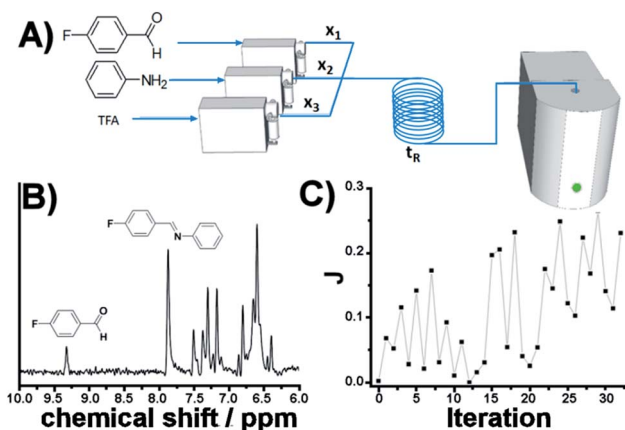 A)
F
O
H
x1
NH2
x2
TFA
x3
tR
B)
F
N
F
O
H
10.0 9.5 9.0 8.5 8.0 7.5 7.0 6.5 6.0
chemical shift / ppm
C)
0.3
0.2
0.1
0.0
J
0 5 10 15 20 25 30
Iteration